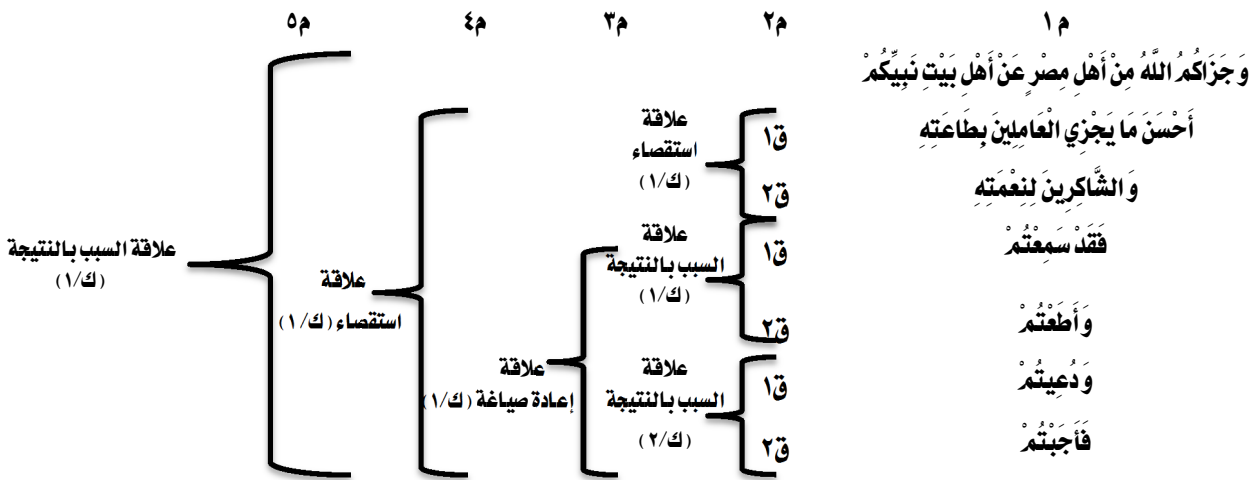 م١ م٢ م٣ م٤ م٥
وَجَزَاكُمُ اللَّهُ مِنْ أَهْلِ مِصْرٍ عَنْ أَهْلِ بَيْتِ نَبِيِّكُمْ
أَحْسَنَ مَا يَجْزِي الْعَامِلِينَ بِطَاعَتِهِ
وَالشَّاكِرِينَ لِنِعْمَتِهِ
فَقَدْ سَمِعْتُمْ
وَأَطَعْتُمْ
وَدُعِيتُمْ
فَأَجَبْتُمْ
ق١
ق٢
ق١
ق٢
ق١
ق٢
علاقة
استقصاء
(ك/١)
علاقة
السبب بالنتيجة
(ك/١)
علاقة
السبب بالنتيجة
(ك/٢)
علاقة
إعادة صياغة (ك/١)
علاقة
استقصاء (ك/١)
علاقة السبب بالنتيجة
(ك/١)